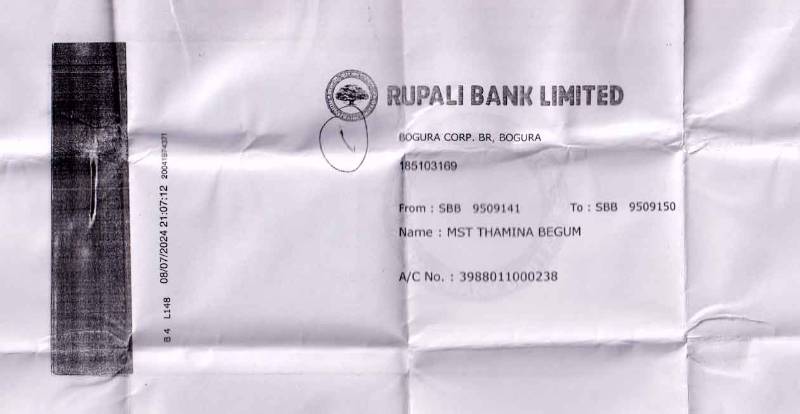 RUPALI BANK LIMITED
BOGURA CORP. BR, BOGURA
185103169
From : SBB 9509141 To : SBB 9509150
Name : MST THAMINA BEGUM
A/C No. : 3988011000238
B 4 L148 08/07/2024 21:07:12